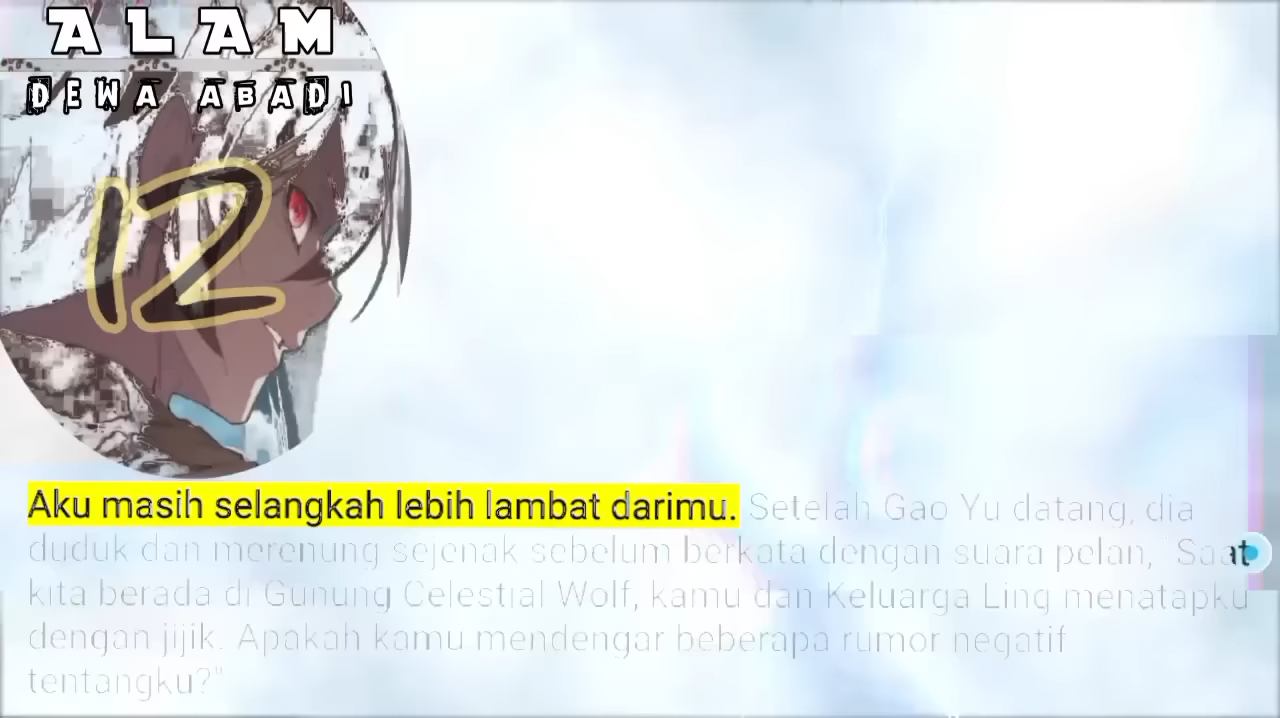 ALAM
DEWA ABADI
12
Aku masih selangkah lebih lambat darimu. Setelah Gao Yu datang, dia
duduk dan merenung sejenak sebelum berkata dengan suara pelan, "Saat
kita berada di Gunung Celestial Wolf, kamu dan Keluarga Ling menatapku
dengan jijik. Apakah kamu mendengar beberapa rumor negatif
tentangku?"